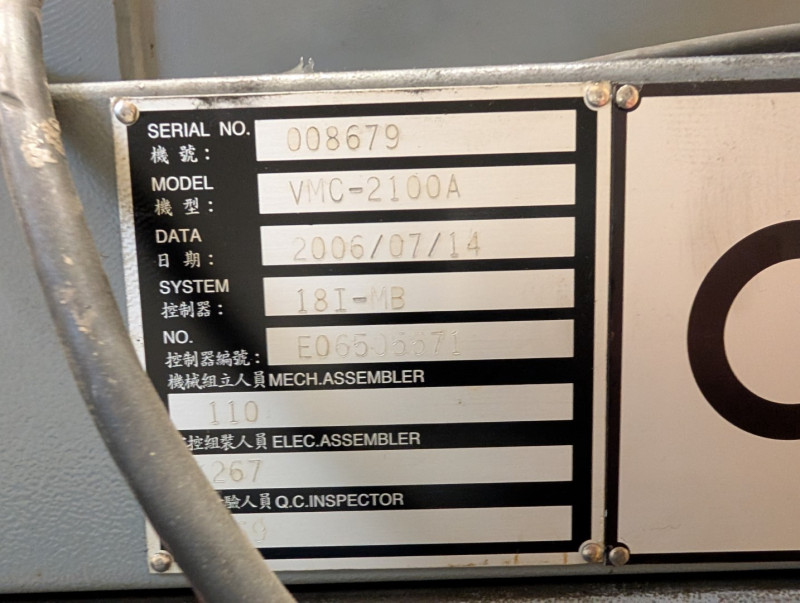 SERIAL NO. 008679
機 號：
MODEL VMC-2100A
機 型：
DATA 2006/07/14
日 期：
SYSTEM 18I-MB
控制器：
NO.
控制器編號：
機械組立人員 MECH.ASSEMBLER
110
控組裝人員 ELEC.ASSEMBLER
267
驗人員 Q.C.INSPECTOR